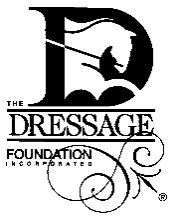 D
THE
DRESSAGE
FOUNDATION
INCORPORATED
®